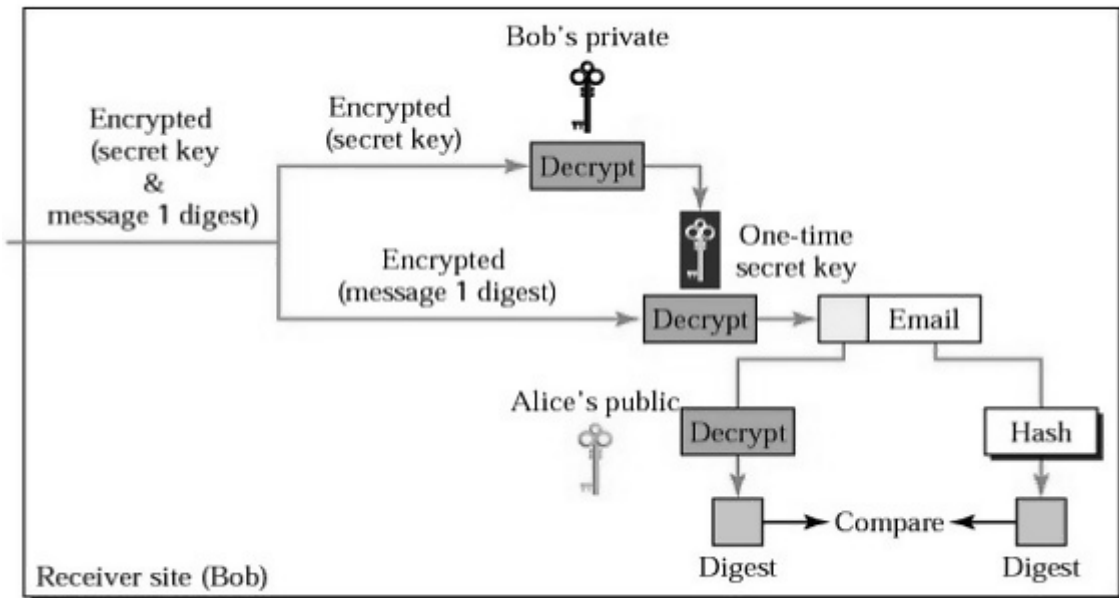 Bob's private
Encrypted
(secret key
&
message 1 digest)
Encrypted
(secret key)
Decrypt
One-time
secret key
Encrypted
(message 1 digest)
Decrypt
Email
Alice's public
Decrypt
Hash
Compare
Digest
Digest
Receiver site (Bob)